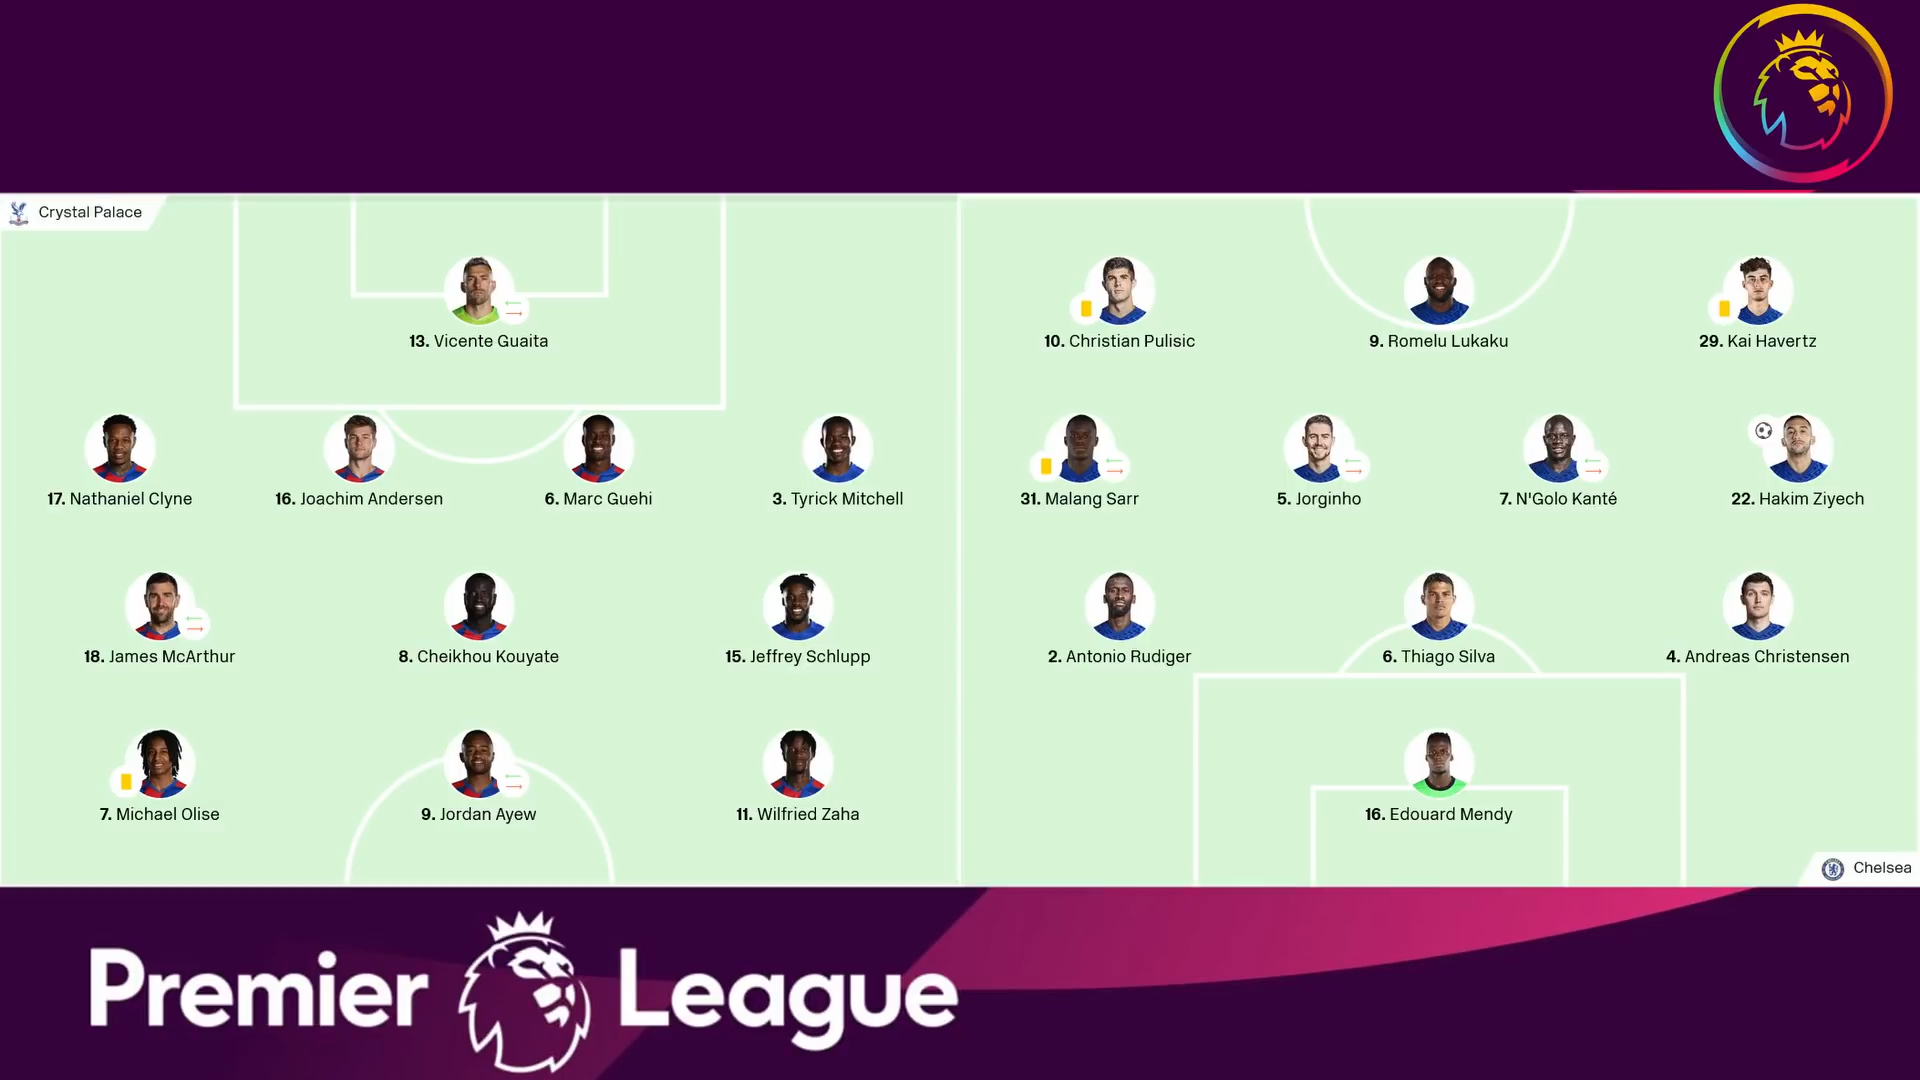 Crystal Palace
13. Vicente Guaita
17. Nathaniel Clyne
16. Joachim Andersen
6. Marc Guehi
3. Tyrick Mitchell
18. James McArthur
8. Cheikhou Kouyate
15. Jeffrey Schlupp
7. Michael Olise
9. Jordan Ayew
11. Wilfried Zaha
10. Christian Pulisic
9. Romelu Lukaku
29. Kai Havertz
31. Malang Sarr
5. Jorginho
7. N'Golo Kanté
22. Hakim Ziyech
2. Antonio Rudiger
6. Thiago Silva
4. Andreas Christensen
16. Edouard Mendy
Chelsea
Premier League